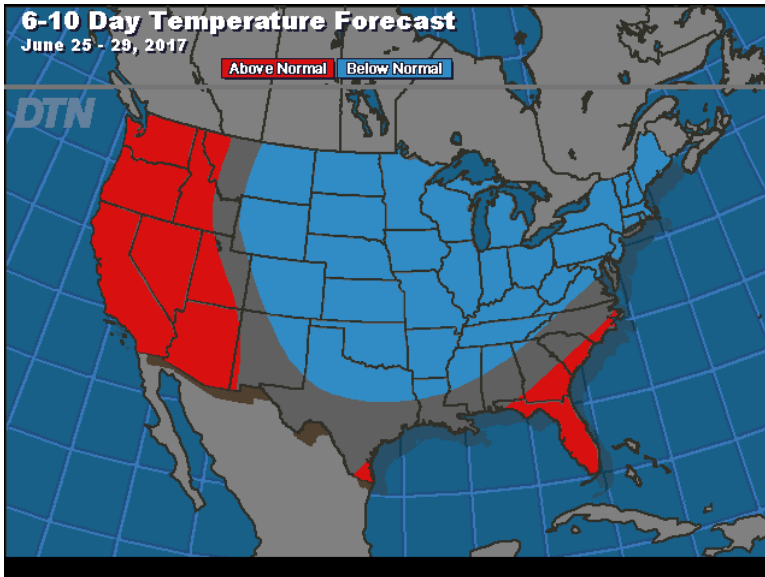 6-10 Day Temperature Forecast
June 25 - 29, 2017
Above Normal Below Normal
DTN